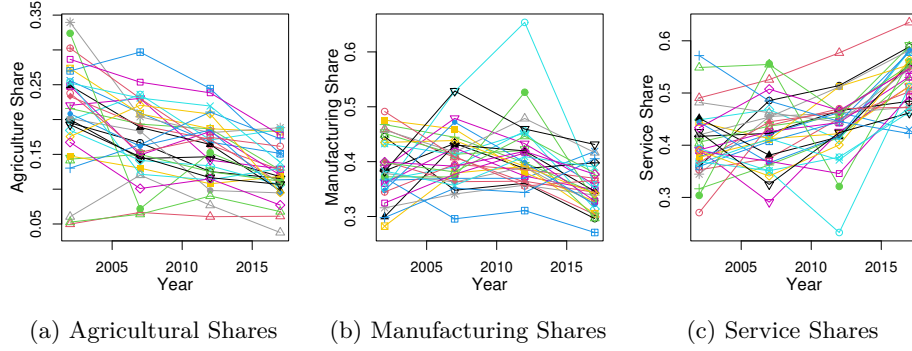 Agriculture Share
0.05 0.15 0.25 0.35
2005 2010 2015
Year
Manufacturing Share
0.3 0.4 0.5 0.6
2005 2010 2015
Year
Service Share
0.3 0.4 0.5 0.6
2005 2010 2015
Year
(a) Agricultural Shares
(b) Manufacturing Shares
(c) Service Shares